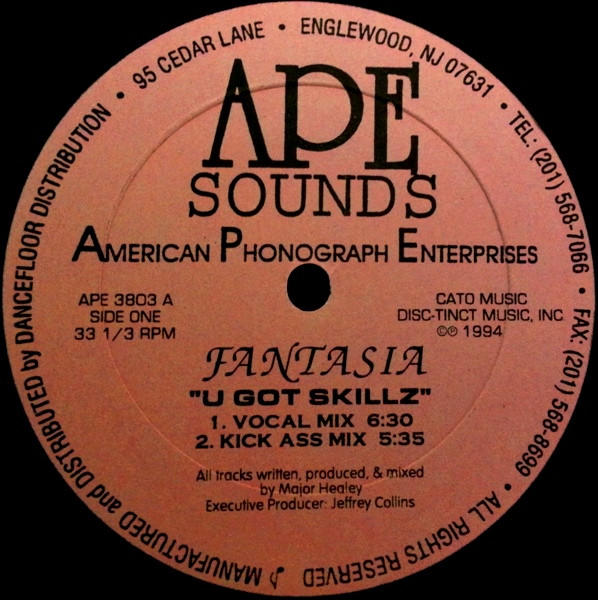 APE
SOUNDS
AMERICAN PHONOGRAPH ENTERPRISES
APE 3803 A
SIDE ONE
33 1/3 RPM
CATO MUSIC
DISC-TINCT MUSIC, INC
©℗ 1994
FANTASIA
"U GOT SKILLZ"
1. VOCAL MIX 6:30
2. KICK ASS MIX 5:35
All tracks written, produced, & mixed
by Major Healey
Executive Producer: Jeffrey Collins
♪ MANUFACTURED and DISTRIBUTED by DANCEFLOOR DISTRIBUTION • 95 CEDAR LANE • ENGLEWOOD, NJ 07631 • TEL: (201) 568-7066 • FAX: (201) 568-8699 • ALL RIGHTS RESERVED